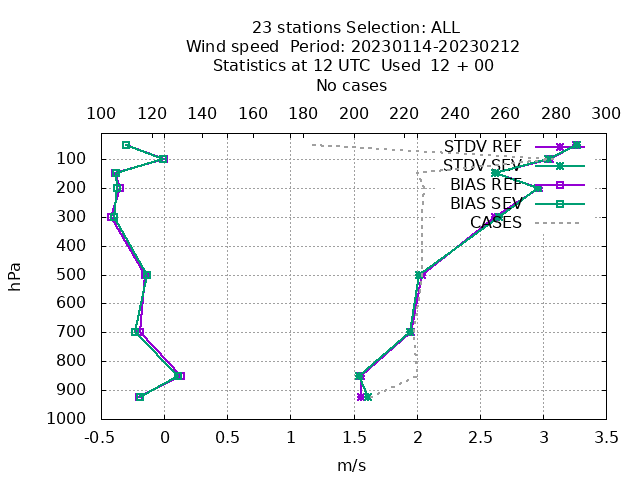 23 stations Selection: ALL
Wind speed  Period: 20230114-20230212
Statistics at 12 UTC  Used  12 + 00
No cases
100 120 140 160 180 200 220 240 260 280 300
STDV REF
STDV SEV
BIAS REF
BIAS SEV
CASES
hPa
100
200
300
400
500
600
700
800
900
1000
-0.5 0 0.5 1 1.5 2 2.5 3 3.5
m/s